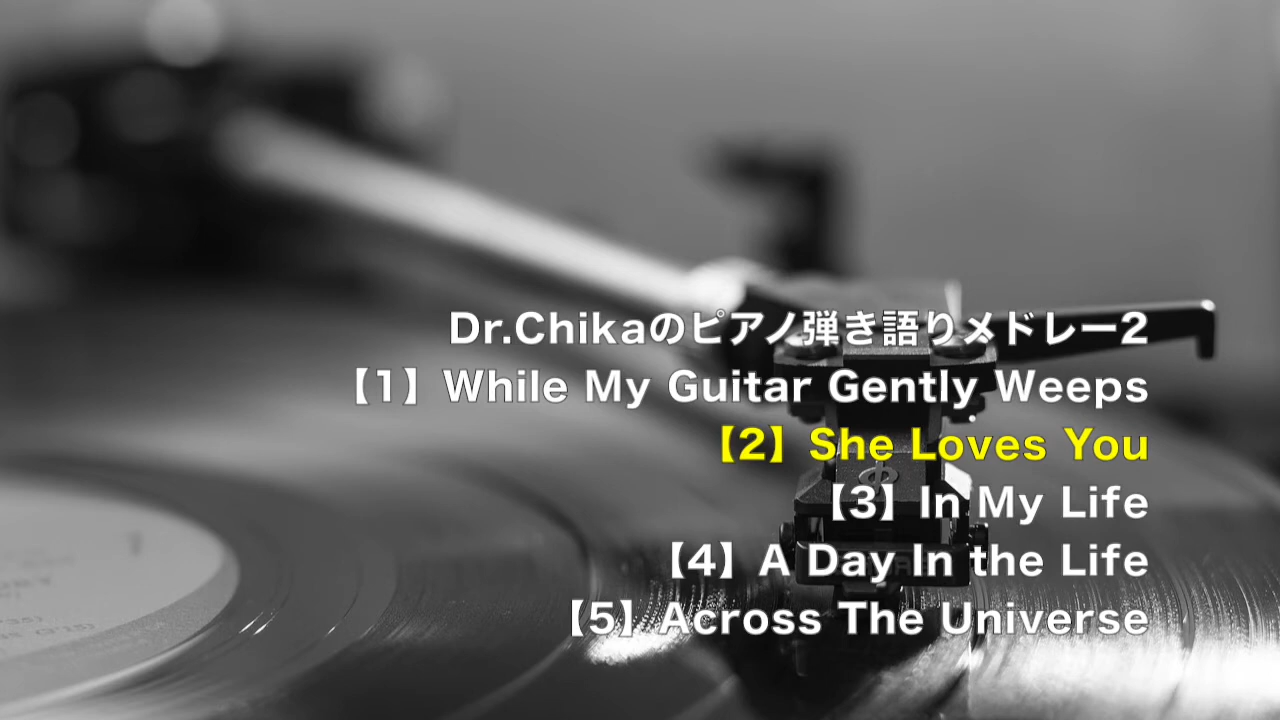 Dr.Chikaのピアノ弾き語りメドレー2
【1】While My Guitar Gently Weeps
【2】She Loves You
【3】In My Life
【4】A Day In the Life
【5】Across The Universe